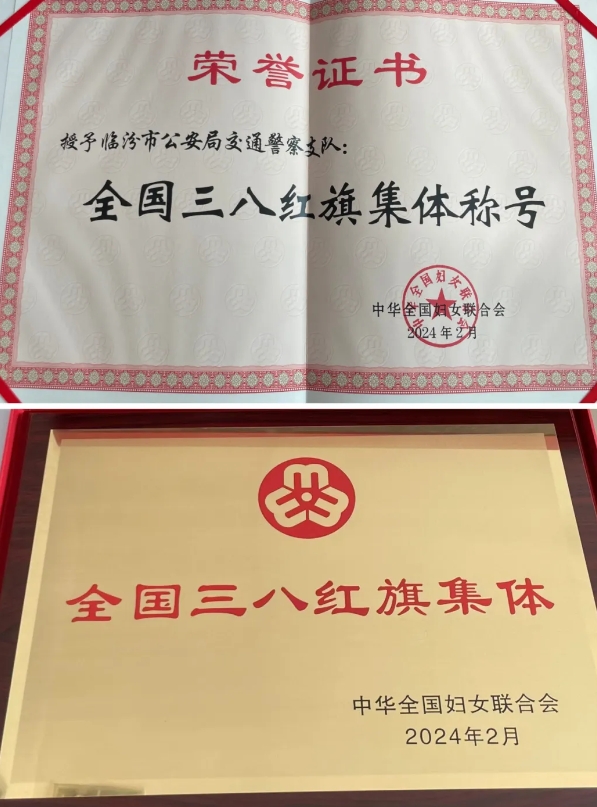 荣誉证书
授予临汾市公安局交通警察支队：
全国三八红旗集体称号
中华全国妇女联合会
中华全国妇女联合会
2024年2月
全国三八红旗集体
中华全国妇女联合会
2024年2月